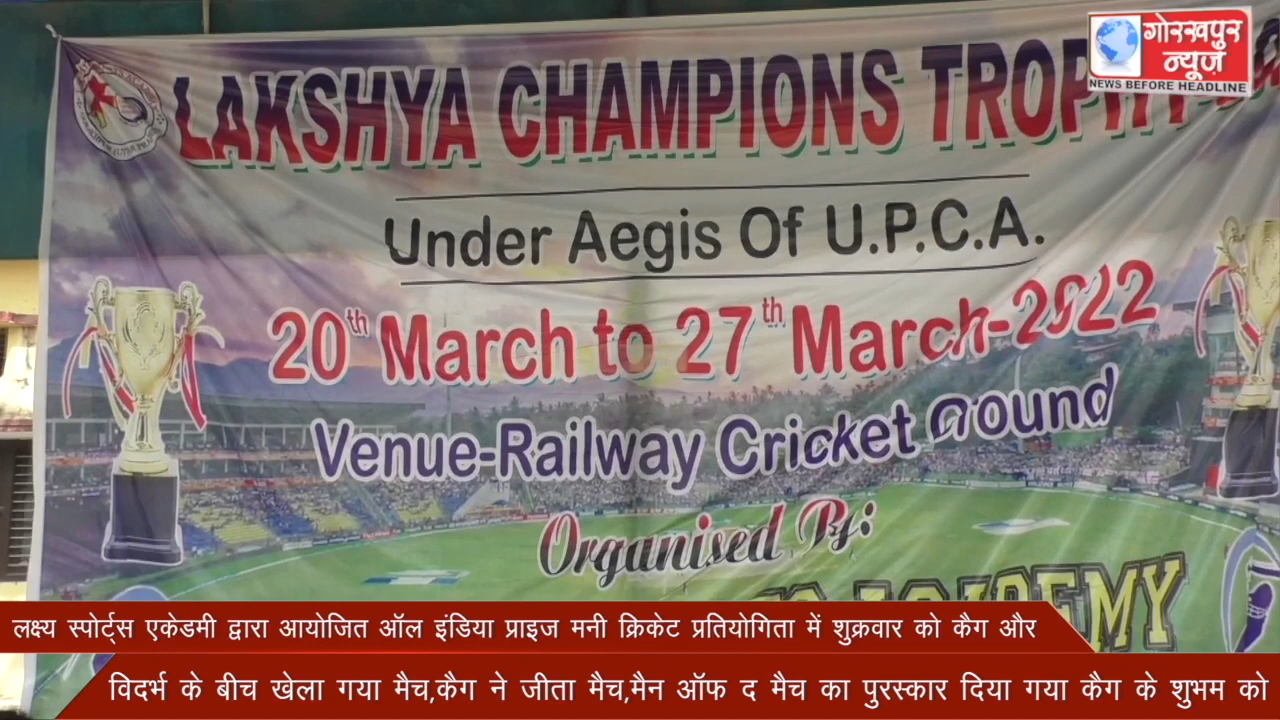 गोरखपुर
न्यूज़
NEWS BEFORE HEADLINE
LAKSHYA CHAMPIONS TROPHY
Under Aegis Of U.P.C.A.
20th March to 27th March-2022
Venue-Railway Cricket Ground
Organised By:
ACADEMY
लक्ष्य स्पोर्ट्स एकेडमी द्वारा आयोजित ऑल इंडिया प्राइज मनी क्रिकेट प्रतियोगिता में शुक्रवार को कैग और
विदर्भ के बीच खेला गया मैच,कैग ने जीता मैच,मैन ऑफ द मैच का पुरस्कार दिया गया कैग के शुभम को